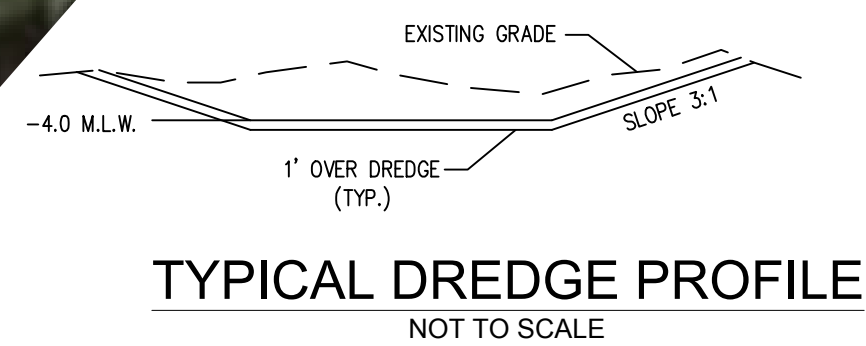 EXISTING GRADE
-4.0 M.L.W.
SLOPE 3:1
1' OVER DREDGE
(TYP.)
TYPICAL DREDGE PROFILE
NOT TO SCALE